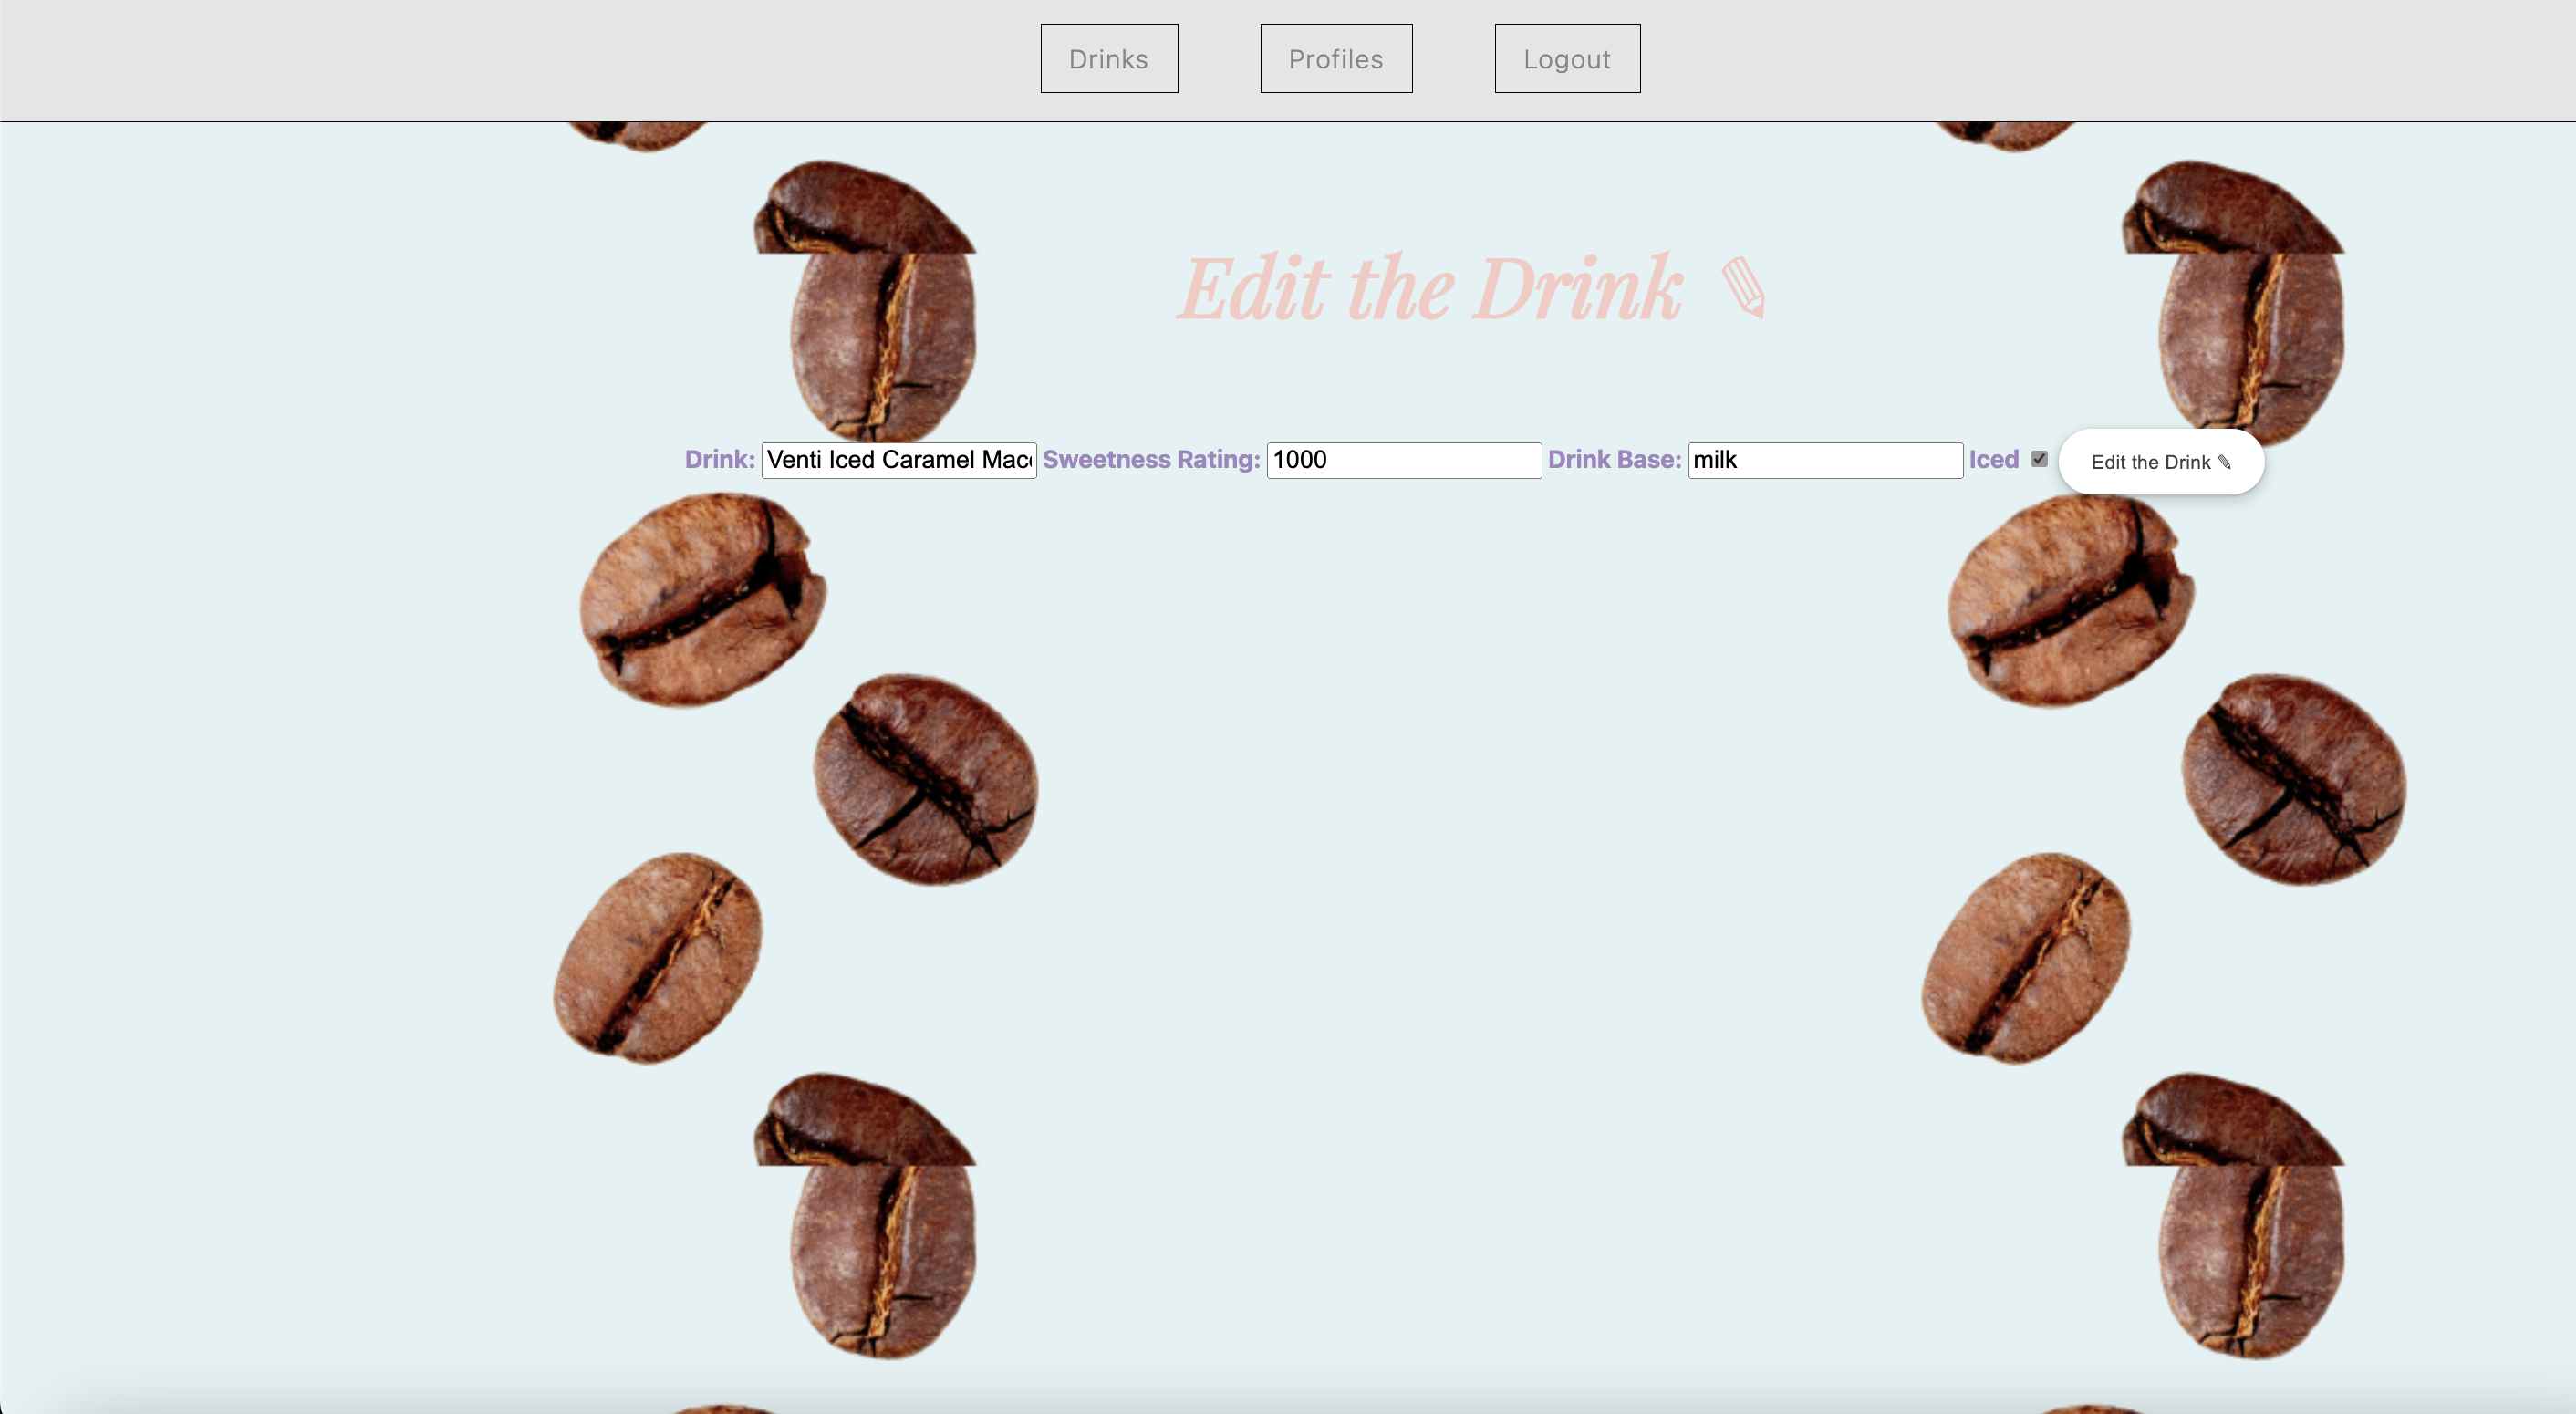 Drinks Profiles Logout
Edit the Drink ✎
Drink: Venti Iced Caramel Mac Sweetness Rating: 1000 Drink Base: milk Iced Edit the Drink ✎